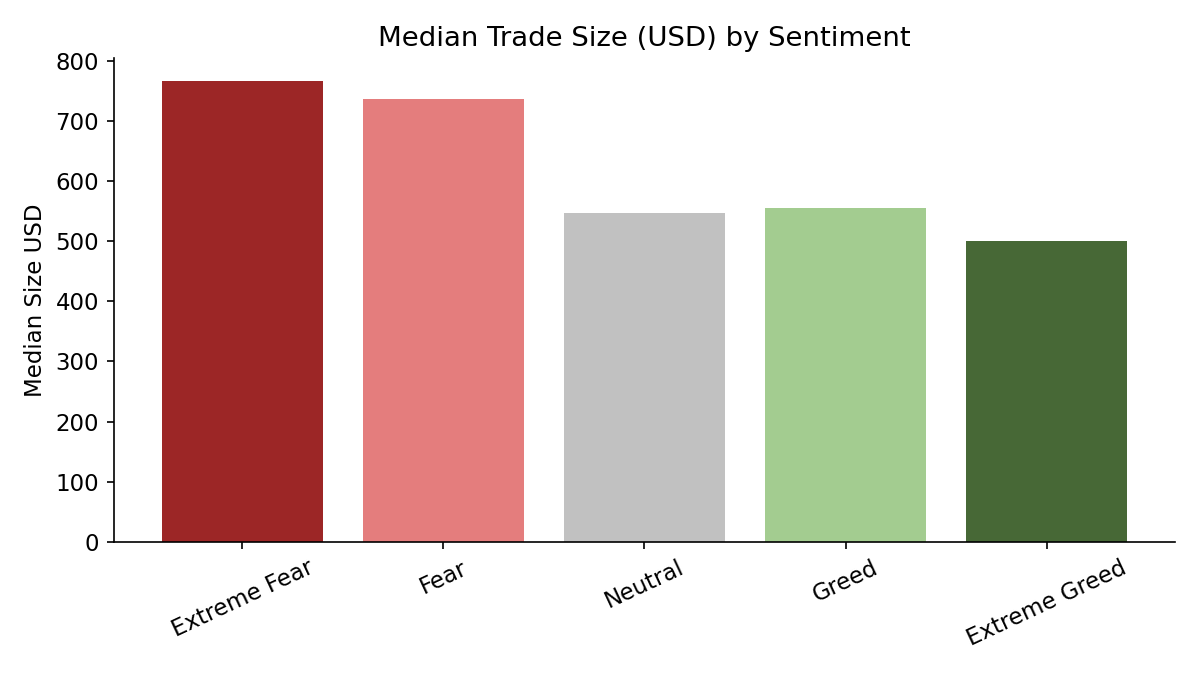 Median Trade Size (USD) by Sentiment
Median Size USD
800
700
600
500
400
300
200
100
0
Extreme Fear
Fear
Neutral
Greed
Extreme Greed